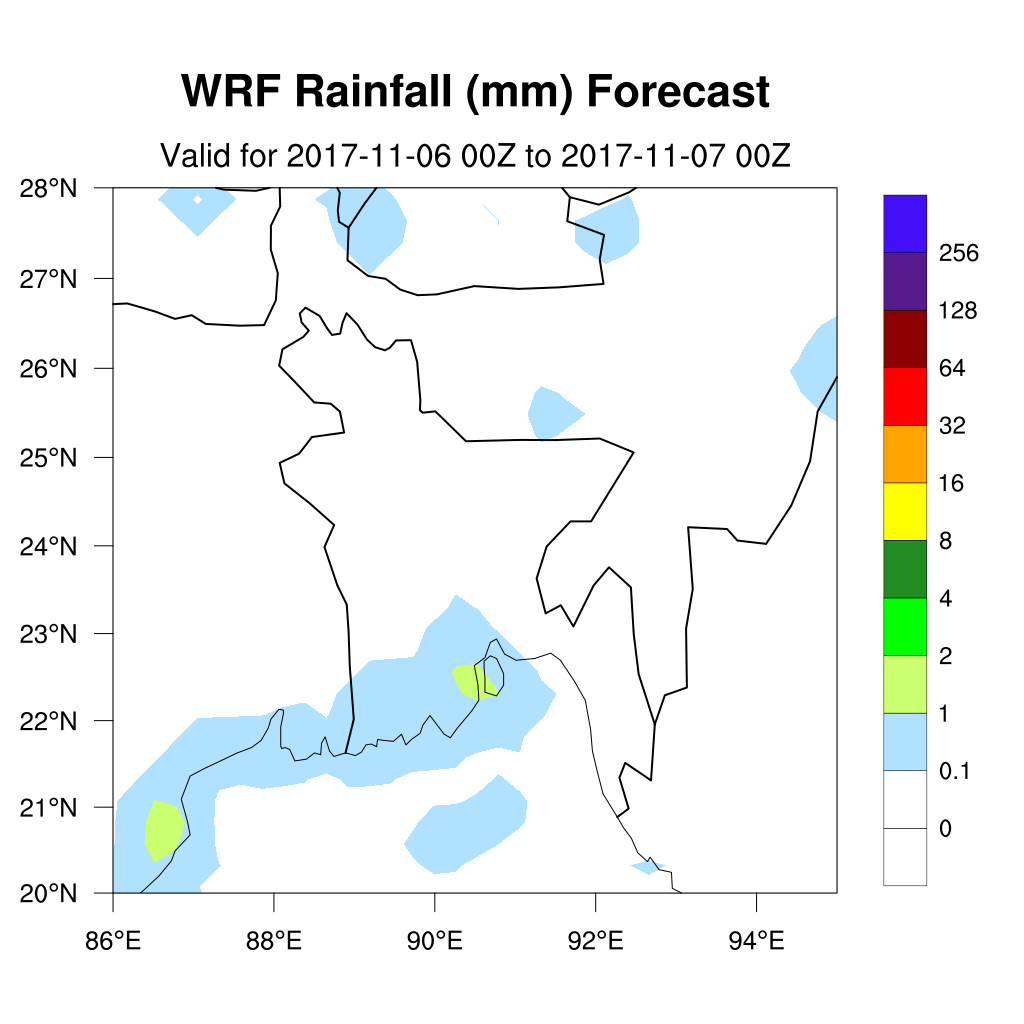 WRF Rainfall (mm) Forecast
Valid for 2017-11-06 00Z to 2017-11-07 00Z
28°N
27°N
26°N
25°N
24°N
23°N
22°N
21°N
20°N
86°E 88°E 90°E 92°E 94°E
256
128
64
32
16
8
4
2
1
0.1
0